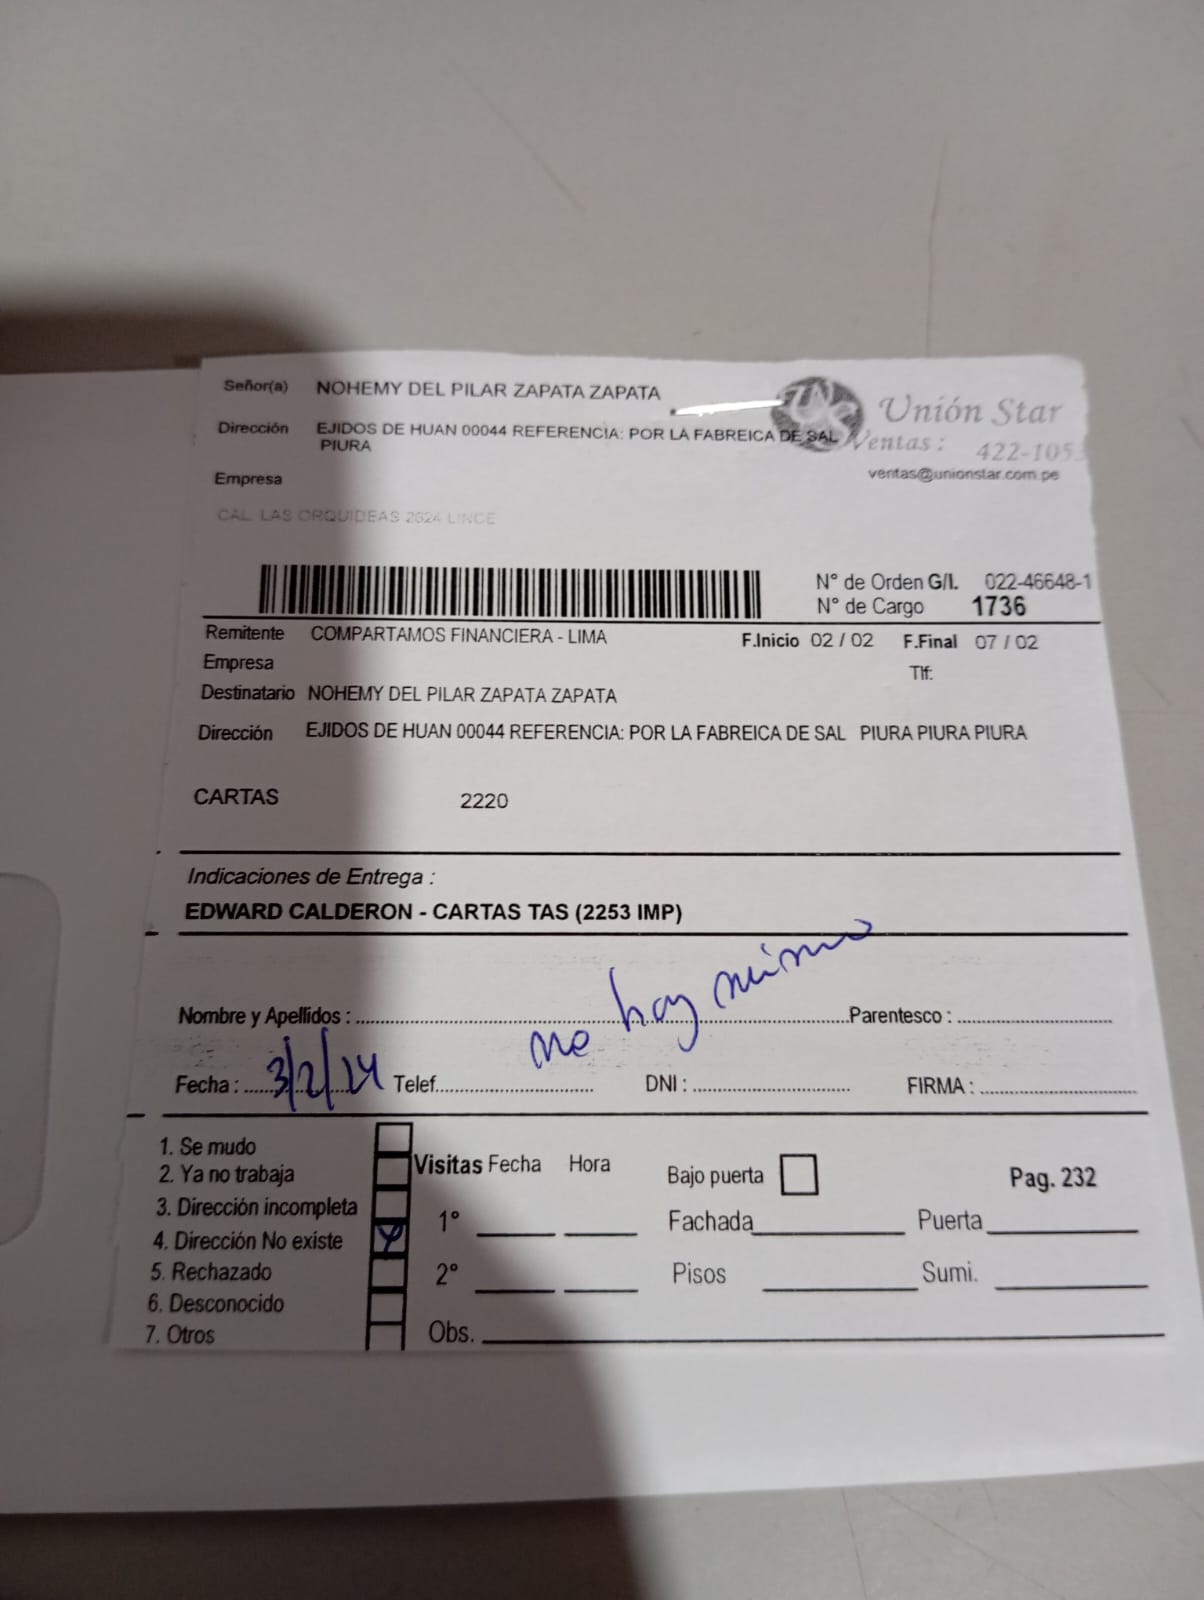 Señor(a) NOHEMY DEL PILAR ZAPATA ZAPATA
Unión Star
Dirección EJIDOS DE HUAN 00044 REFERENCIA: POR LA FABREICA DE SAL
PIURA
Ventas: 422-1053
ventas@unionstar.com.pe
Empresa
CAL. LAS ORQUIDEAS 2624 LINCE
N° de Orden G/I. 022-46648-1
N° de Cargo 1736
Remitente COMPARTAMOS FINANCIERA - LIMA
F.Inicio 02 / 02 F.Final 07 / 02
Empresa
Tlf:
Destinatario NOHEMY DEL PILAR ZAPATA ZAPATA
Dirección EJIDOS DE HUAN 00044 REFERENCIA: POR LA FABREICA DE SAL PIURA PIURA PIURA
CARTAS 2220
Indicaciones de Entrega :
EDWARD CALDERON - CARTAS TAS (2253 IMP)
no hay
Nombre y Apellidos : Parentesco :
Fecha : 3/2/24 Telef. DNI : FIRMA :
1. Se mudo
2. Ya no trabaja
3. Dirección incompleta
4. Dirección No existe
5. Rechazado
6. Desconocido
7. Otros
Visitas Fecha Hora
1°
2°
Obs.
Bajo puerta
Pag. 232
Fachada Puerta
Pisos Sumi.